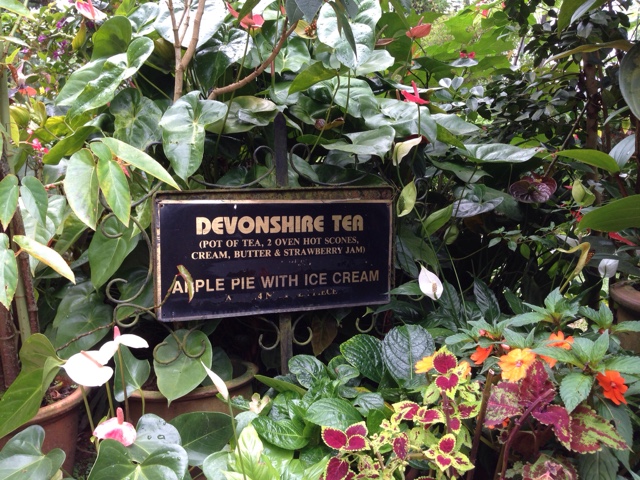 DEVONSHIRE TEA
(POT OF TEA, 2 OVEN HOT SCONES,
CREAM, BUTTER & STRAWBERRY JAM)
APPLE PIE WITH ICE CREAM